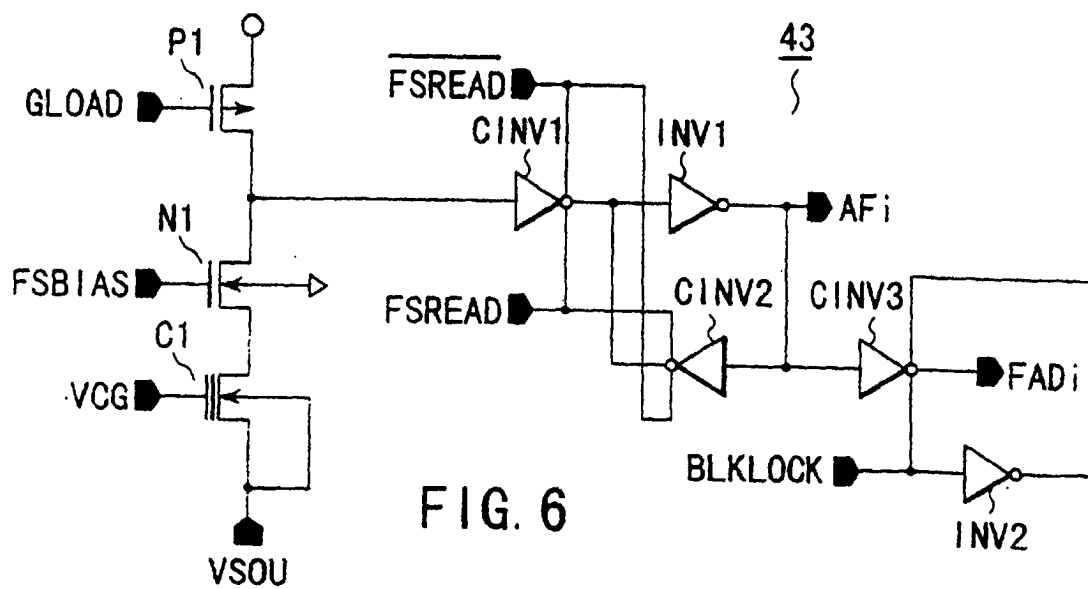 P1
GLOAD
N1
FSBIAS
C1
VCG
VSOU
FSREAD
CINV1
INV1
43
AFi
FSREAD
CINV2
CINV3
FADi
BLKLOCK
INV2
FIG. 6